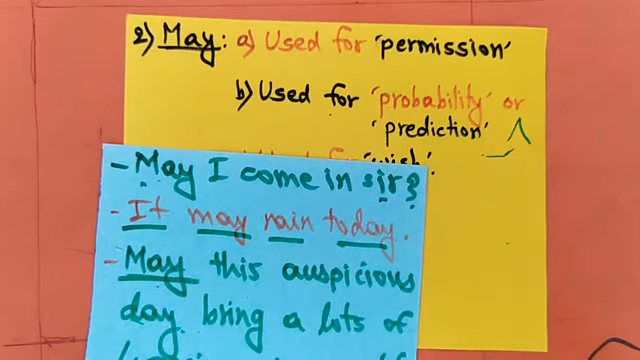 2) May: a) Used for 'permission'
b) Used for 'probability' or
'prediction'
'wish'.
- May I come in sir?
- It may rain today.
- May this auspicious
day bring a lots of